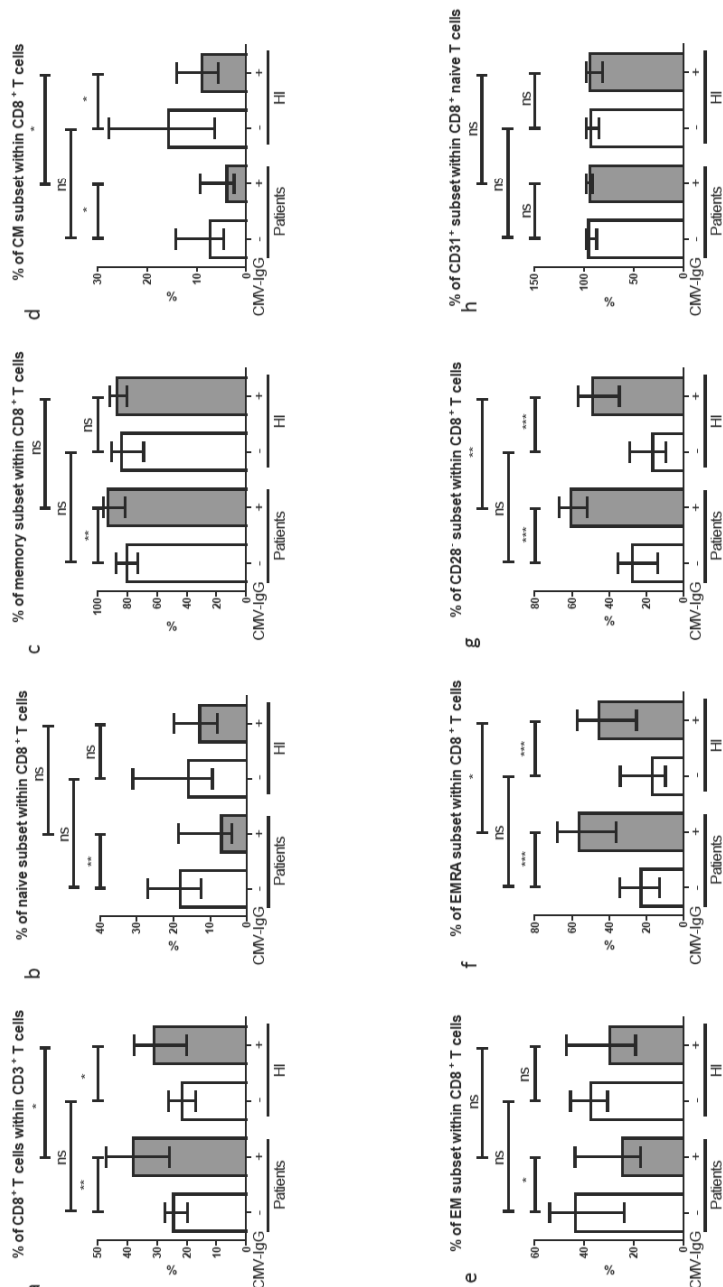 a
% of CD8⁺ T cells within CD3⁺ T cells
*
ns
** *
50
40
30
20
10
0
%
CMV-IgG - + - +
Patients HI
b
% of naive subset within CD8⁺ T cells
ns
ns
** ns
40
30
20
10
0
%
CMV-IgG - + - +
Patients HI
c
% of memory subset within CD8⁺ T cells
ns
ns
** ns
100
80
60
40
20
0
%
CMV-IgG - + - +
Patients HI
d
% of CM subset within CD8⁺ T cells
*
ns
* *
30
20
10
0
%
CMV-IgG - + - +
Patients HI
e
% of EM subset within CD8⁺ T cells
ns
ns
* ns
60
40
20
0
%
CMV-IgG - + - +
Patients HI
f
% of EMRA subset within CD8⁺ T cells
*
ns
*** ***
80
60
40
20
0
%
CMV-IgG - + - +
Patients HI
g
% of CD28⁻ subset within CD8⁺ T cells
**
ns
*** ***
80
60
40
20
0
%
CMV-IgG - + - +
Patients HI
h
% of CD31⁺ subset within CD8⁺ naive T cells
ns
ns
ns ns
150
100
50
0
%
CMV-IgG - + - +
Patients HI